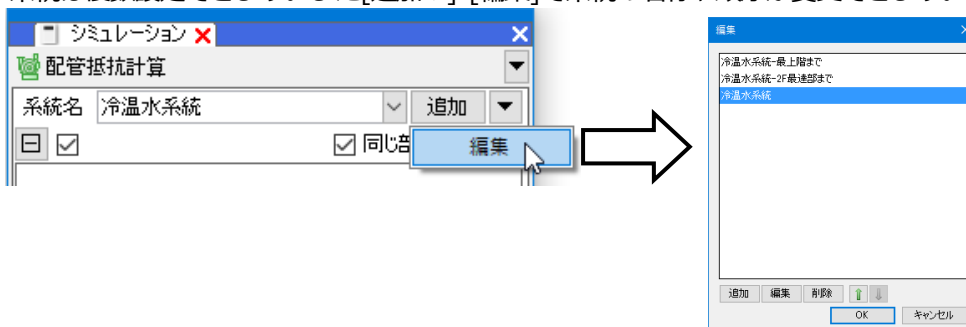 シミュレーション
配管抵抗計算
系統名 冷温水系統 追加
同じ部
編集
編集
冷温水系統-最上階まで
冷温水系統-2F最遠部まで
冷温水系統
追加 編集 削除
OK キャンセル